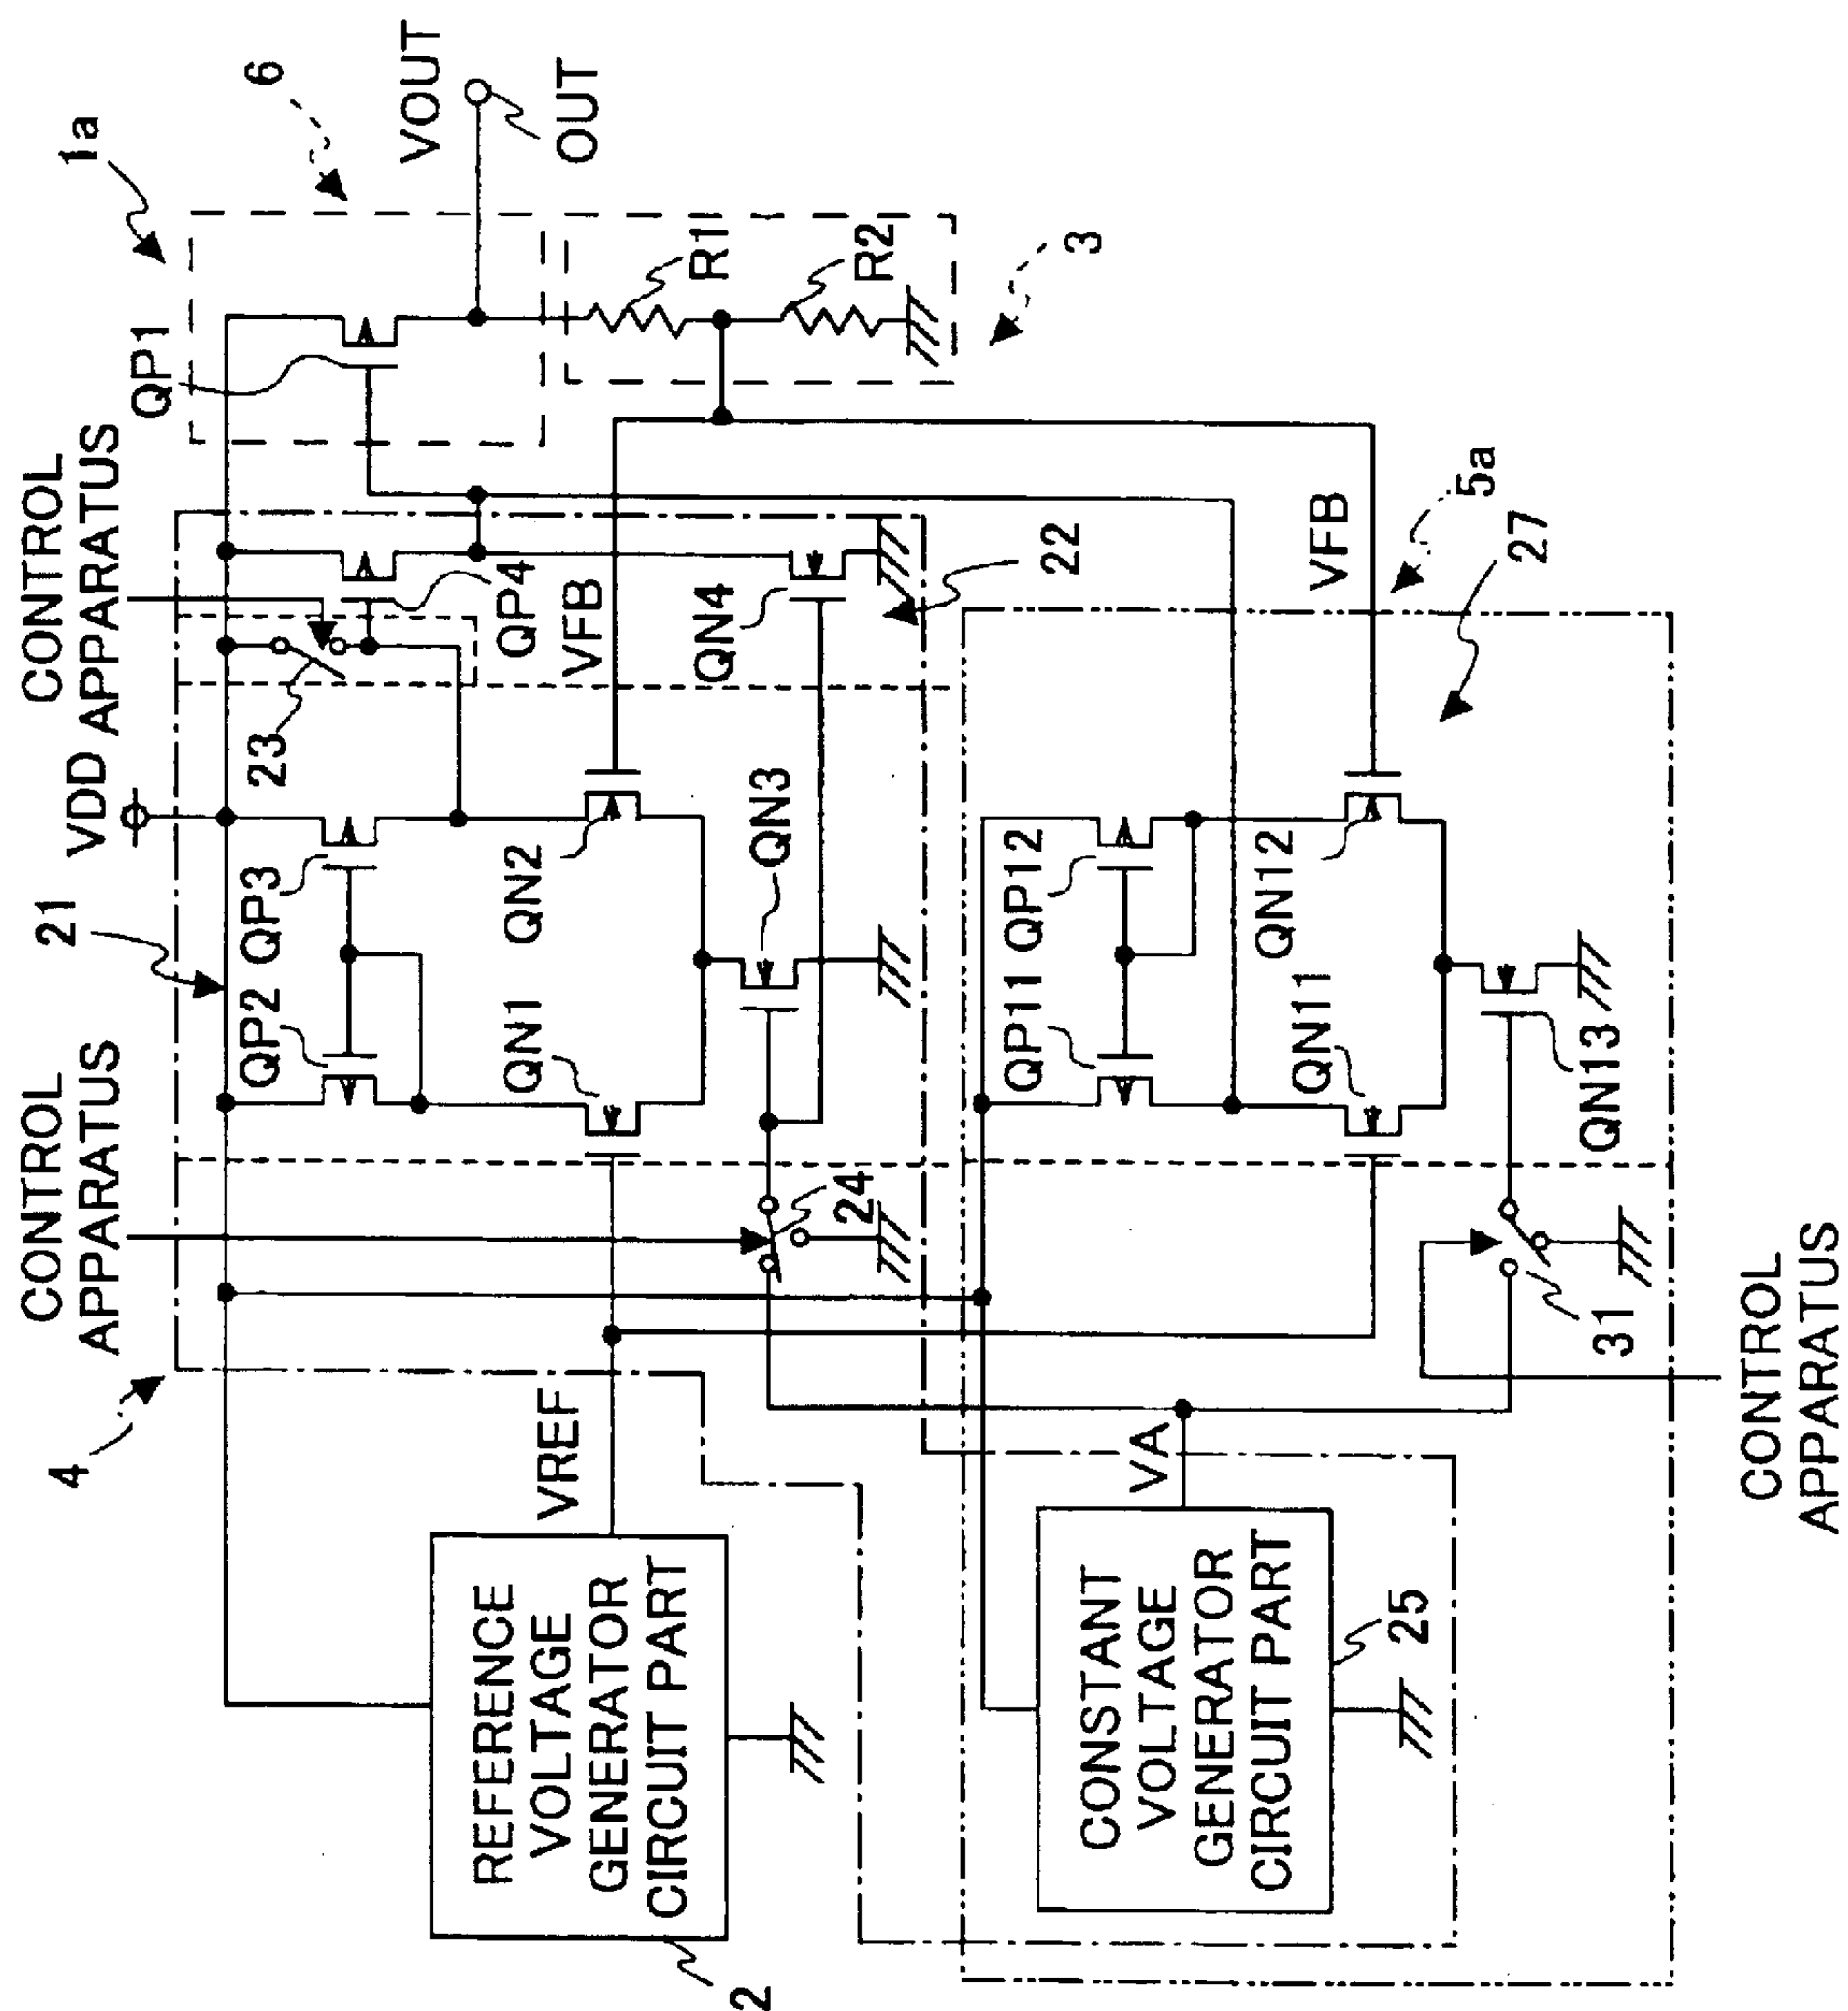 1a
6
VOUT
OUT
QP1
R1
R2
3
CONTROL
APPARATUS
VDD
23
QP4
VFB
QN4
22
VFB
5a
27
21
QP2
QP3
QN1
QN2
QN3
QP11
QP12
QN11
QN12
QN13
CONTROL
APPARATUS
4
24
31
CONTROL
APPARATUS
VREF
VA
REFERENCE
VOLTAGE
GENERATOR
CIRCUIT PART
2
CONSTANT
VOLTAGE
GENERATOR
CIRCUIT PART
25